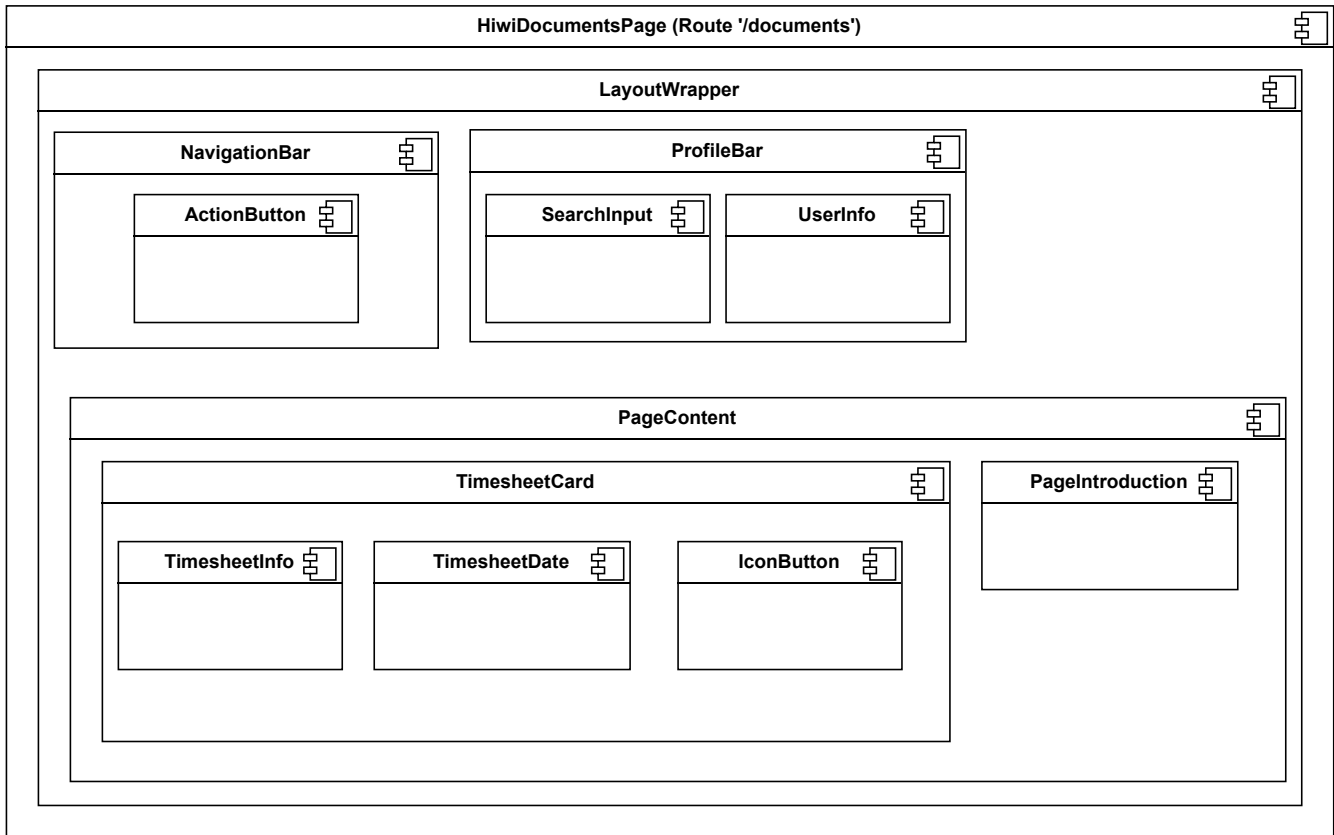 HiwiDocumentsPage (Route '/documents')
LayoutWrapper
NavigationBar
ProfileBar
ActionButton
SearchInput
UserInfo
PageContent
TimesheetCard
PageIntroduction
TimesheetInfo
TimesheetDate
IconButton